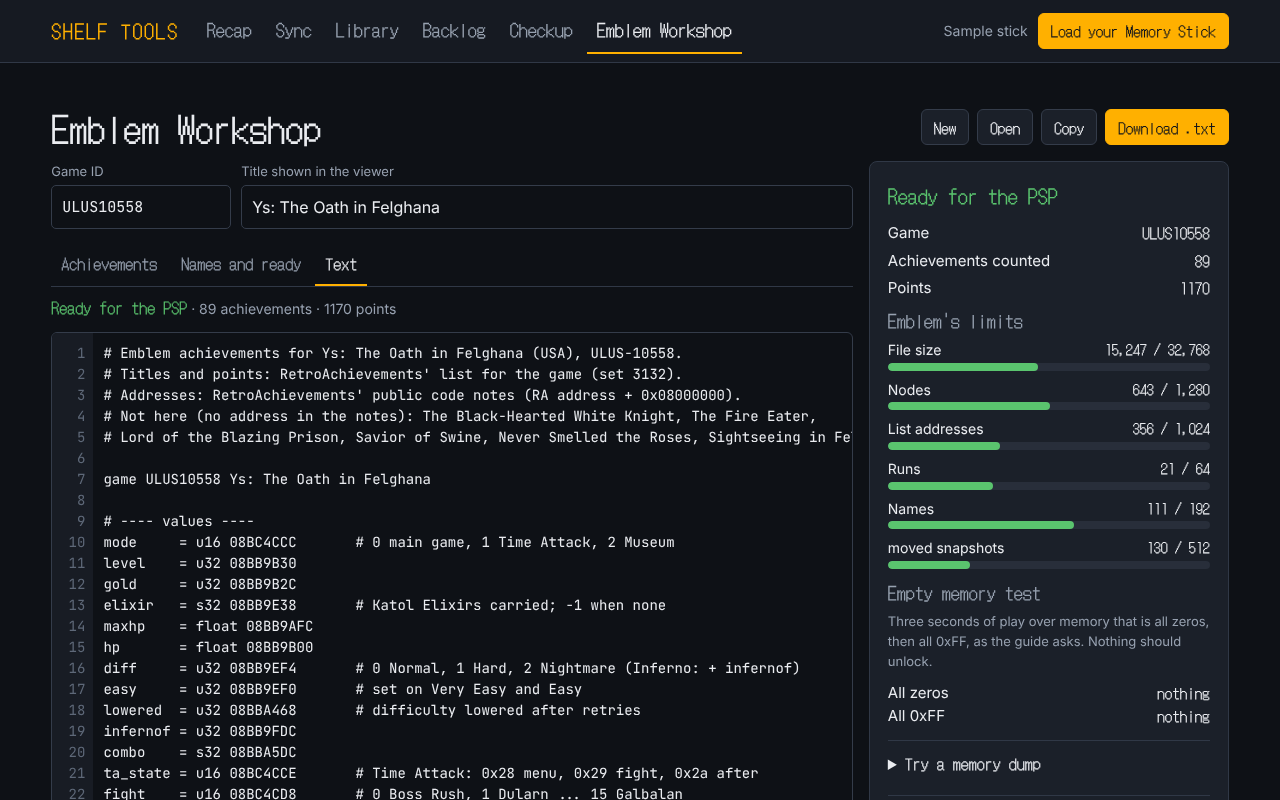 SHELF TOOLS Recap Sync Library Backlog Checkup Emblem Workshop Sample stick Load your Memory Stick
Emblem Workshop
New Open Copy Download .txt
Game ID
Title shown in the viewer
ULUS10558
Ys: The Oath in Felghana
Achievements Names and ready Text
Ready for the PSP · 89 achievements · 1170 points
1 # Emblem achievements for Ys: The Oath in Felghana (USA), ULUS-10558.
2 # Titles and points: RetroAchievements' list for the game (set 3132).
3 # Addresses: RetroAchievements' public code notes (RA address + 0x08000000).
4 # Not here (no address in the notes): The Black-Hearted White Knight, The Fire Eater,
5 # Lord of the Blazing Prison, Savior of Swine, Never Smelled the Roses, Sightseeing in
6
7 game ULUS10558 Ys: The Oath in Felghana
8
9 # ---- values ----
10 mode = u16 08BC4CCC # 0 main game, 1 Time Attack, 2 Museum
11 level = u32 08BB9B30
12 gold = u32 08BB9B2C
13 elixir = s32 08BB9E38 # Katol Elixirs carried; -1 when none
14 maxhp = float 08BB9AFC
15 hp = float 08BB9B00
16 diff = u32 08BB9EF4 # 0 Normal, 1 Hard, 2 Nightmare (Inferno: + infernof)
17 easy = u32 08BB9EF0 # set on Very Easy and Easy
18 lowered = u32 08BBA468 # difficulty lowered after retries
19 infernof = u32 08BB9FDC
20 combo = s32 08BBA5DC
21 ta_state = u16 08BC4CCE # Time Attack: 0x28 menu, 0x29 fight, 0x2a after
22 fight = u16 08BC4CD8 # 0 Boss Rush, 1 Dularn ... 15 Galbalan
Ready for the PSP
Game ULUS10558
Achievements counted 89
Points 1170
Emblem's limits
File size 15,247 / 32,768
Nodes 643 / 1,280
List addresses 356 / 1,024
Runs 21 / 64
Names 111 / 192
moved snapshots 130 / 512
Empty memory test
Three seconds of play over memory that is all zeros,
then all 0xFF, as the guide asks. Nothing should
unlock.
All zeros nothing
All 0xFF nothing
▶ Try a memory dump